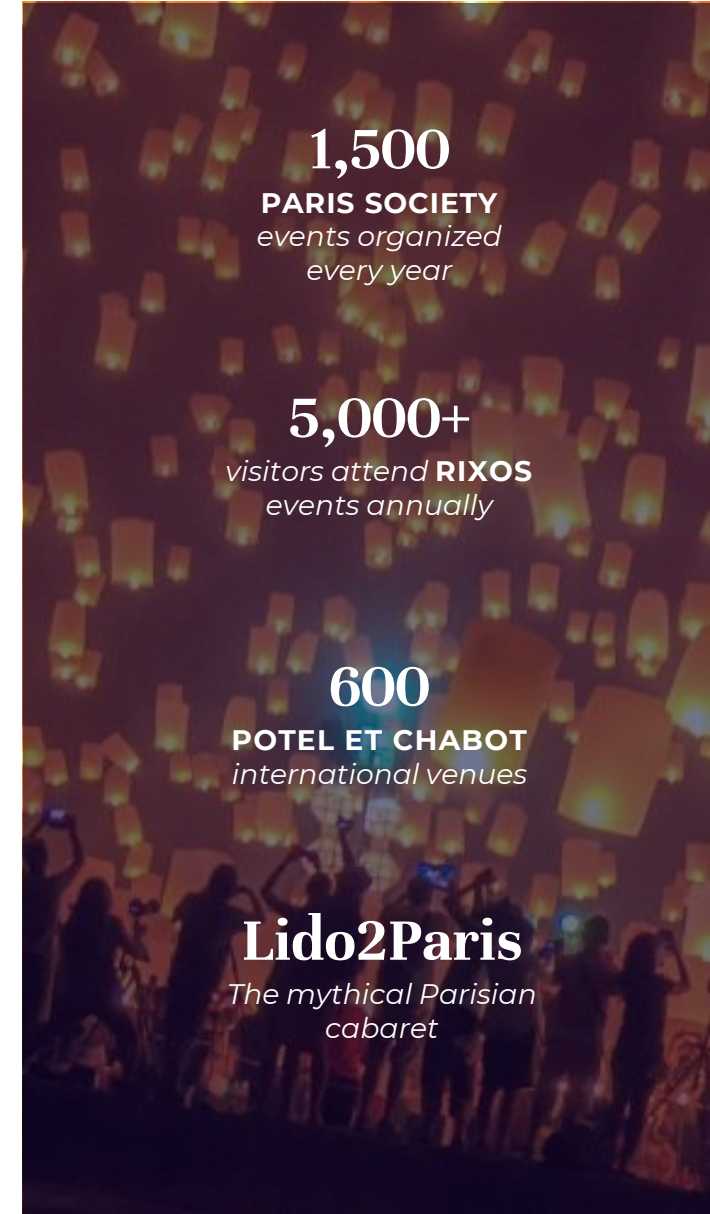 1,500
PARIS SOCIETY
events organized
every year
5,000+
visitors attend RIXOS
events annually
600
POTEL ET CHABOT
international venues
Lido2Paris
The mythical Parisian
cabaret